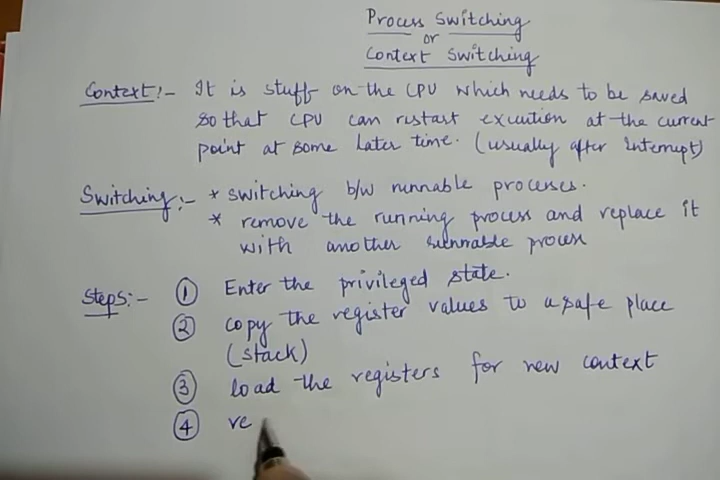 Process Switching
or
Context Switching
Context:- It is stuff on the CPU which needs to be saved
so that CPU can restart excution at the current
point at some later time. (usually after Interrupt)
Switching:- * switching b/w runnable processes.
* remove the running process and replace it
with another runnable process
Steps:- 1 Enter the privileged state.
2 copy the register values to a safe place
(stack)
3 load the registers for new context
4 re